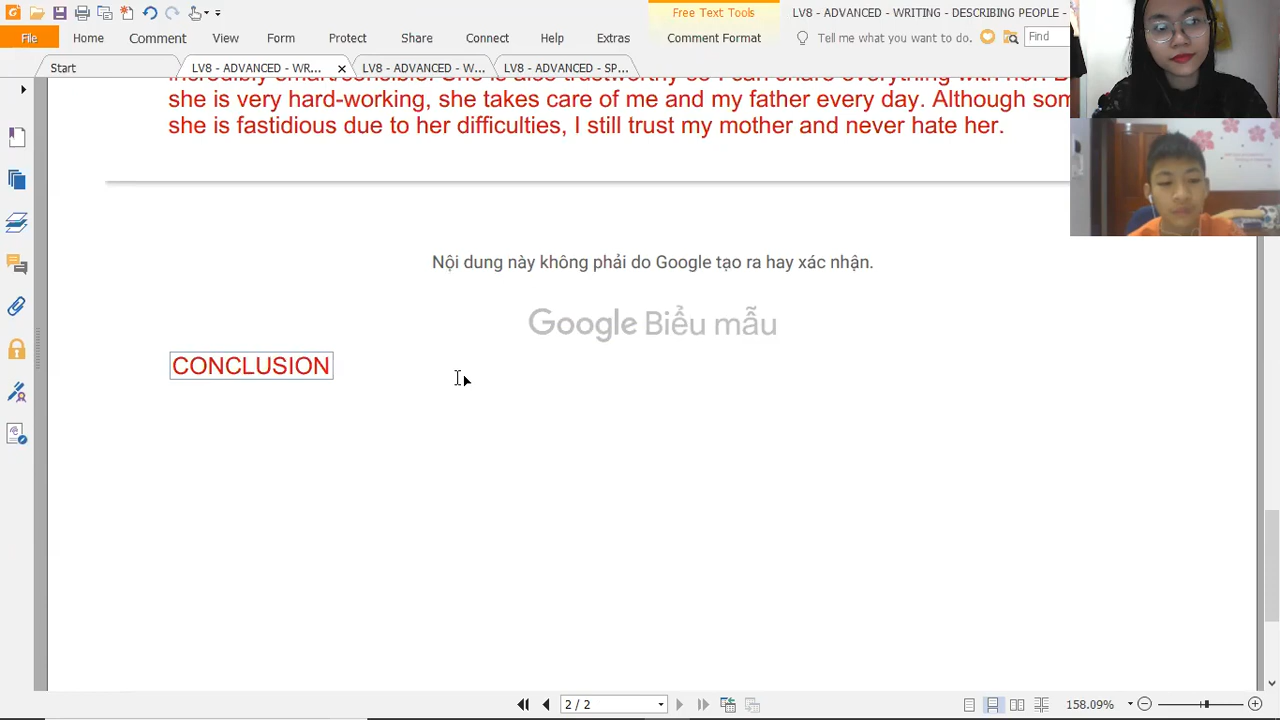 Free Text Tools
LV8 - ADVANCED - WRITING - DESCRIBING PEOPLE -
File Home Comment View Form Protect Share Connect Help Extras Comment Format Tell me what you want to do. Find
Start LV8 - ADVANCED - WR... LV8 - ADVANCED - W... LV8 - ADVANCED - SP...
she is very hard-working, she takes care of me and my father every day. Although som
she is fastidious due to her difficulties, I still trust my mother and never hate her.
Nội dung này không phải do Google tạo ra hay xác nhận.
Google Biểu mẫu
CONCLUSION
2 / 2
158.09%